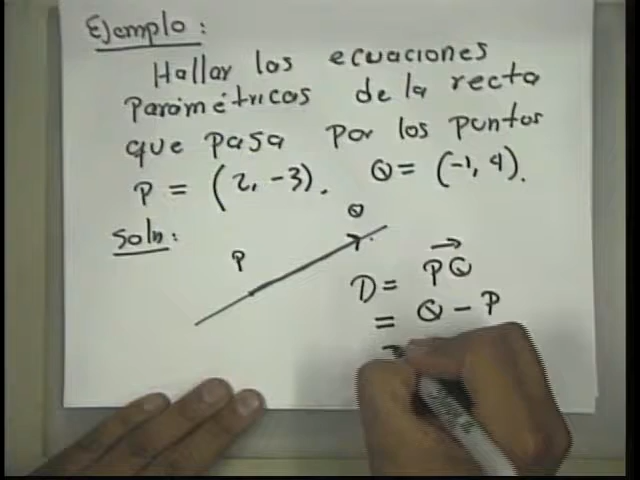 Ejemplo:
Hallar las ecuaciones
Paramétricas de la recta
que pasa por los puntos
P = (2, -3). Q = (-1, 4).
Soln:
Q
P
D = PQ
= Q - P
=